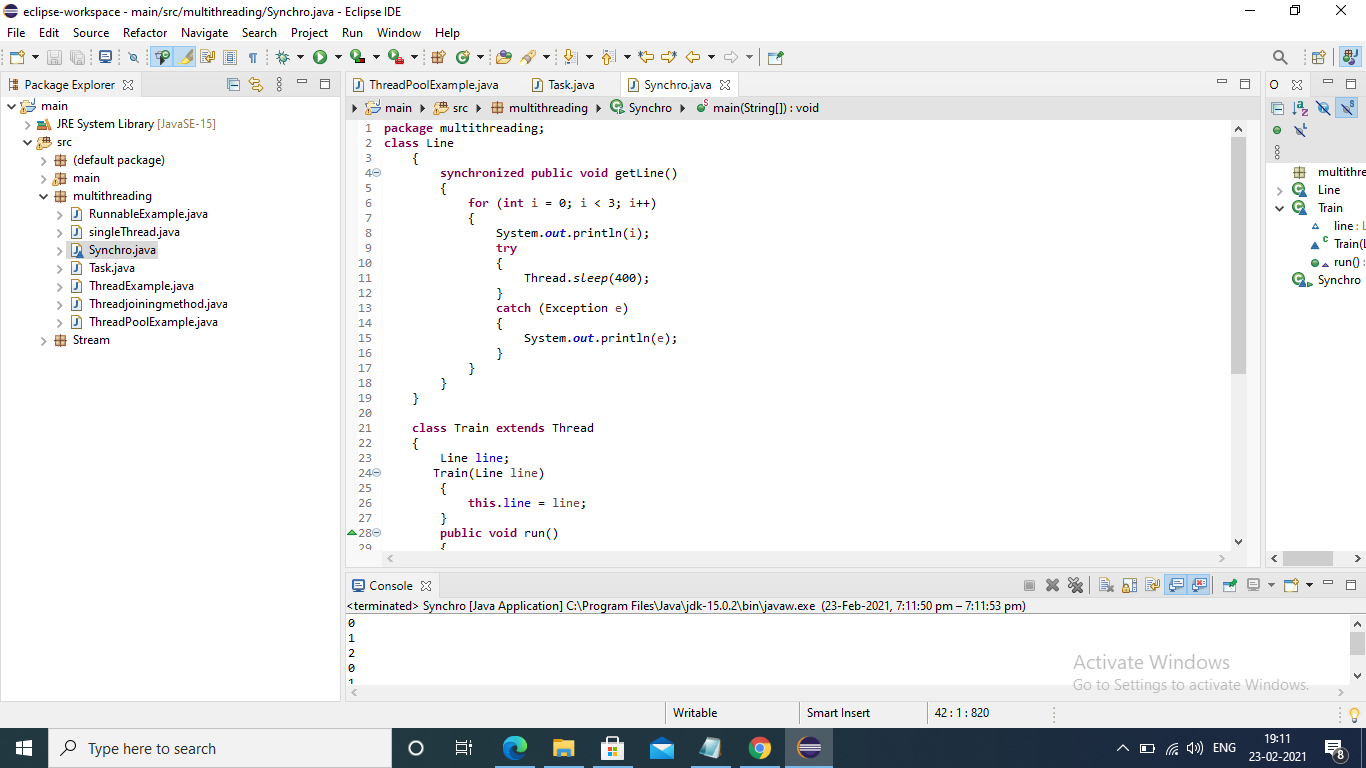 eclipse-workspace - main/src/multithreading/Synchro.java - Eclipse IDE
File Edit Source Refactor Navigate Search Project Run Window Help
Package Explorer
main
JRE System Library [JavaSE-15]
src
(default package)
main
multithreading
RunnableExample.java
singleThread.java
Synchro.java
Task.java
ThreadExample.java
Threadjoiningmethod.java
ThreadPoolExample.java
Stream
ThreadPoolExample.java Task.java Synchro.java
main src multithreading Synchro main(String[]) : void
1 package multithreading;
2 class Line
3 {
4 synchronized public void getLine()
5 {
6 for (int i = 0; i < 3; i++)
7 {
8 System.out.println(i);
9 try
10 {
11 Thread.sleep(400);
12 }
13 catch (Exception e)
14 {
15 System.out.println(e);
16 }
17 }
18 }
19 }
20
21 class Train extends Thread
22 {
23 Line line;
24 Train(Line line)
25 {
26 this.line = line;
27 }
28 public void run()
29 {
O
multithre
Line
Train
line : L
Train(L
run() :
Synchro
Console
<terminated> Synchro [Java Application] C:\Program Files\Java\jdk-15.0.2\bin\javaw.exe (23-Feb-2021, 7:11:50 pm – 7:11:53 pm)
0
1
2
0
1
Activate Windows
Go to Settings to activate Windows.
Writable Smart Insert 42 : 1 : 820
Type here to search
ENG
19:11
23-02-2021
8